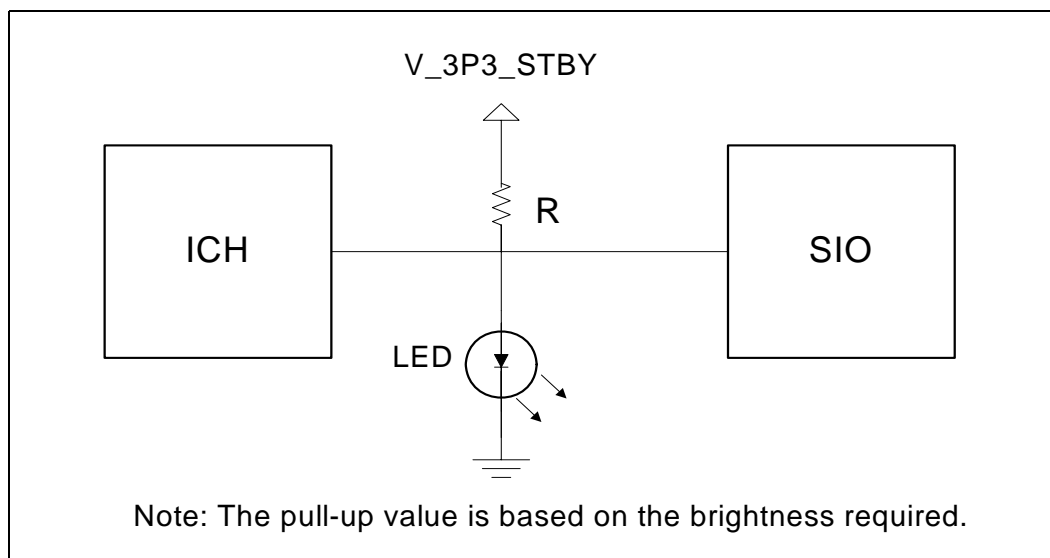 V_3P3_STBY
R
ICH
SIO
LED
Note: The pull-up value is based on the brightness required.